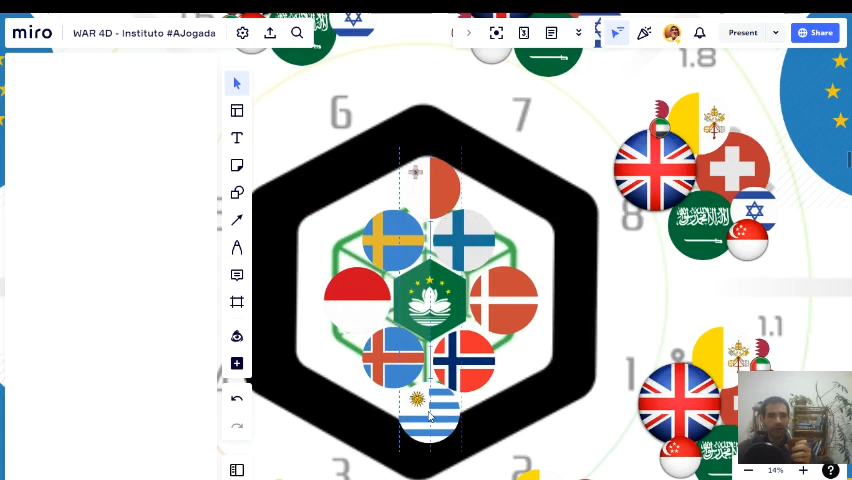 miro
WAR 4D - Instituto #AJogada
Present
Share
1.8
6
7
8
1.1
1
3
2
14%